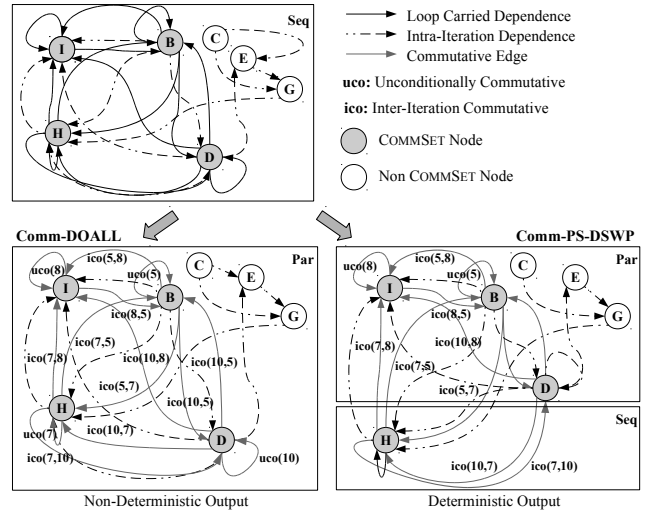 Seq
I
B
C
E
G
H
D
Loop Carried Dependence
Intra-Iteration Dependence
Commutative Edge
uco: Unconditionally Commutative
ico: Inter-Iteration Commutative
COMMSET Node
Non COMMSET Node
Comm-DOALL
Par
uco(8)
ico(5,8)
uco(5)
I
B
C
E
G
ico(8,5)
ico(7,5)
ico(7,8)
ico(10,8)
ico(10,5)
ico(5,7)
ico(10,5)
H
uco(7)
ico(10,7)
D
ico(7,10)
uco(10)
Non-Deterministic Output
Comm-PS-DSWP
Par
uco(8)
ico(5,8)
uco(5)
I
B
C
E
G
ico(8,5)
ico(7,8)
ico(10,8)
ico(7,5)
ico(5,7)
D
Seq
H
ico(10,7)
ico(7,10)
Deterministic Output